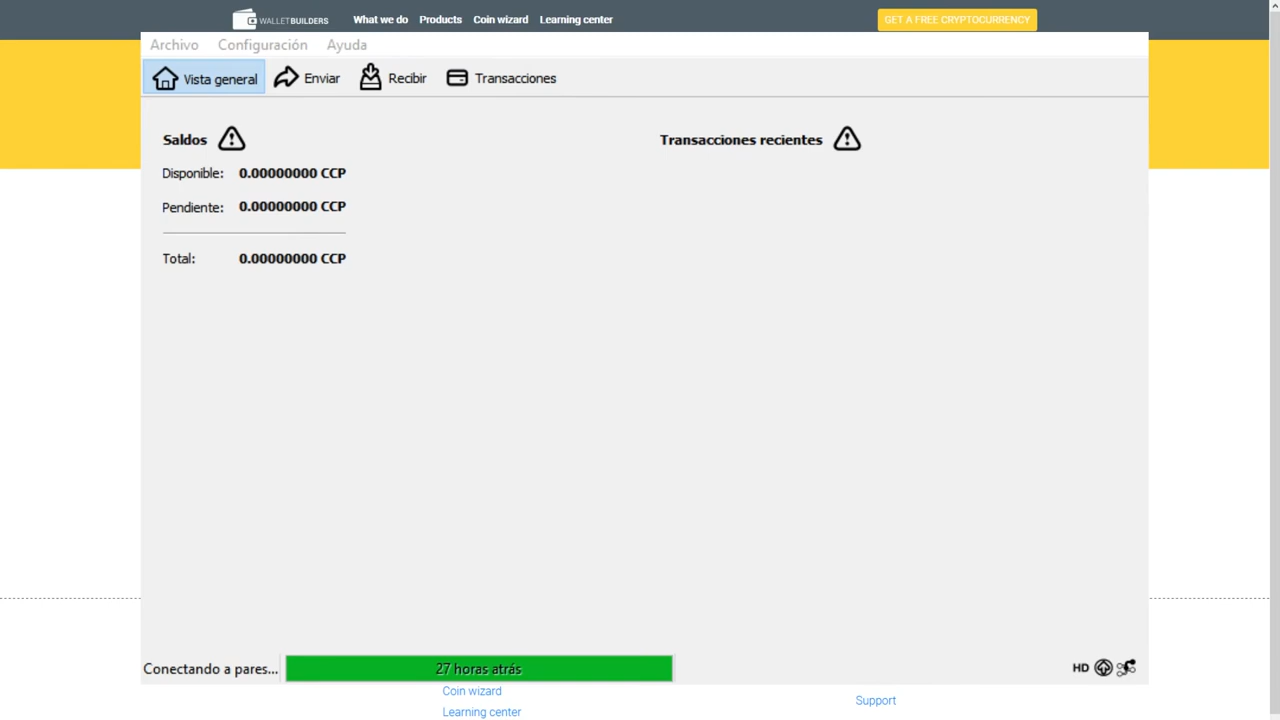 WALLETBUILDERS What we do Products Coin wizard Learning center GET A FREE CRYPTOCURRENCY
Archivo Configuración Ayuda
Vista general Enviar Recibir Transacciones
Saldos Transacciones recientes
Disponible: 0.00000000 CCP
Pendiente: 0.00000000 CCP
Total: 0.00000000 CCP
Conectando a pares... 27 horas atrás HD
Coin wizard
Support
Learning center